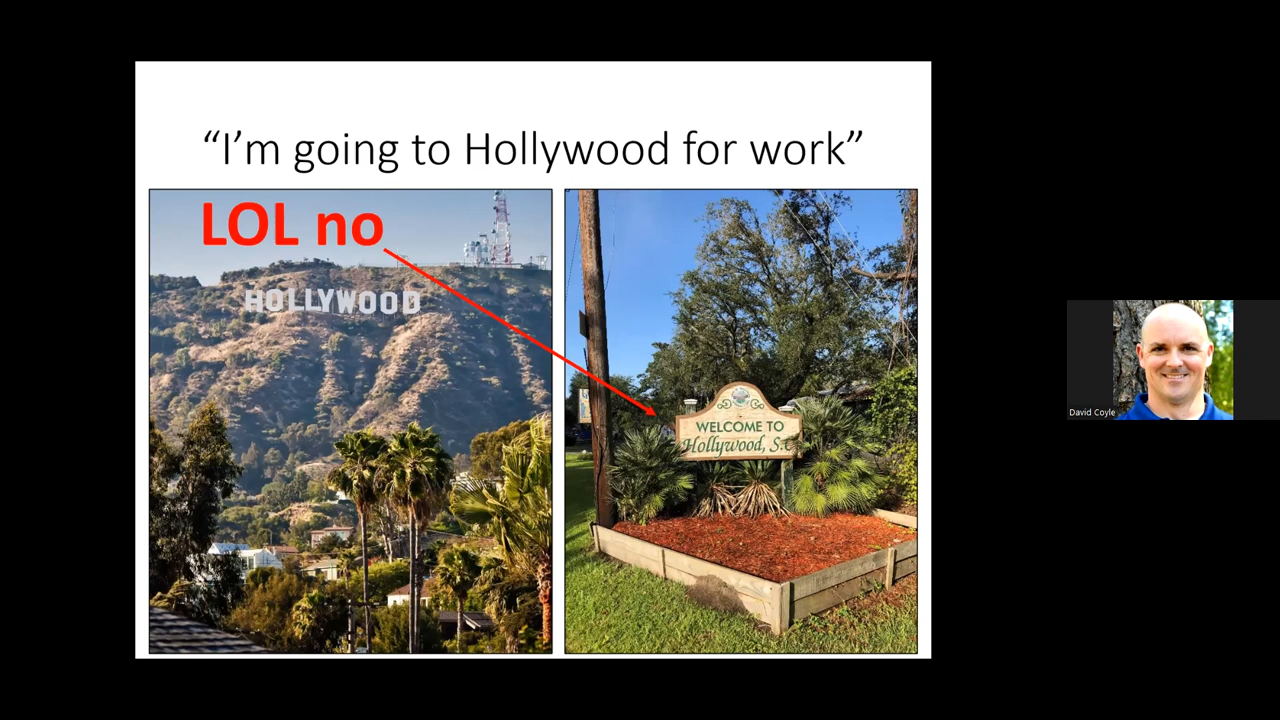 “I’m going to Hollywood for work”
LOL no
HOLLYWOOD
WELCOME TO
Hollywood, S.C
David Coyle